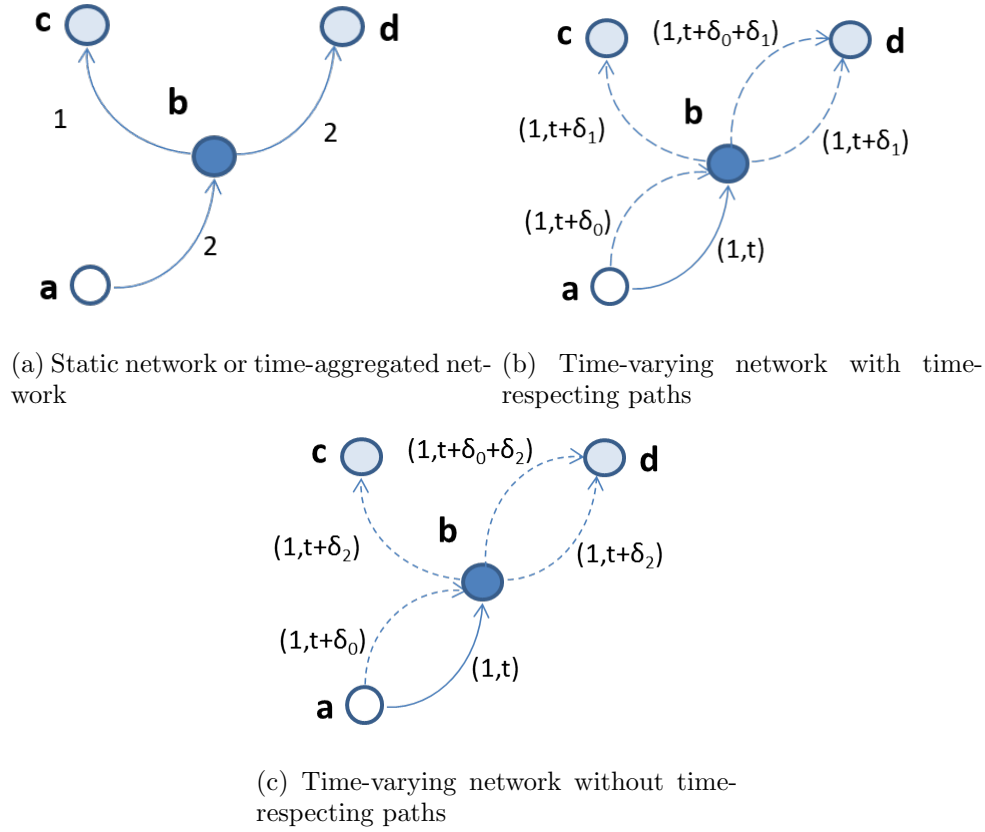 c
d
b
1
2
2
a
c
(1,t+δ₀+δ₁)
d
b
(1,t+δ₁)
(1,t+δ₁)
(1,t+δ₀)
(1,t)
a
(a) Static network or time-aggregated net-
work
(b) Time-varying network with time-
respecting paths
c
(1,t+δ₀+δ₂)
d
b
(1,t+δ₂)
(1,t+δ₂)
(1,t+δ₀)
(1,t)
a
(c) Time-varying network without time-
respecting paths